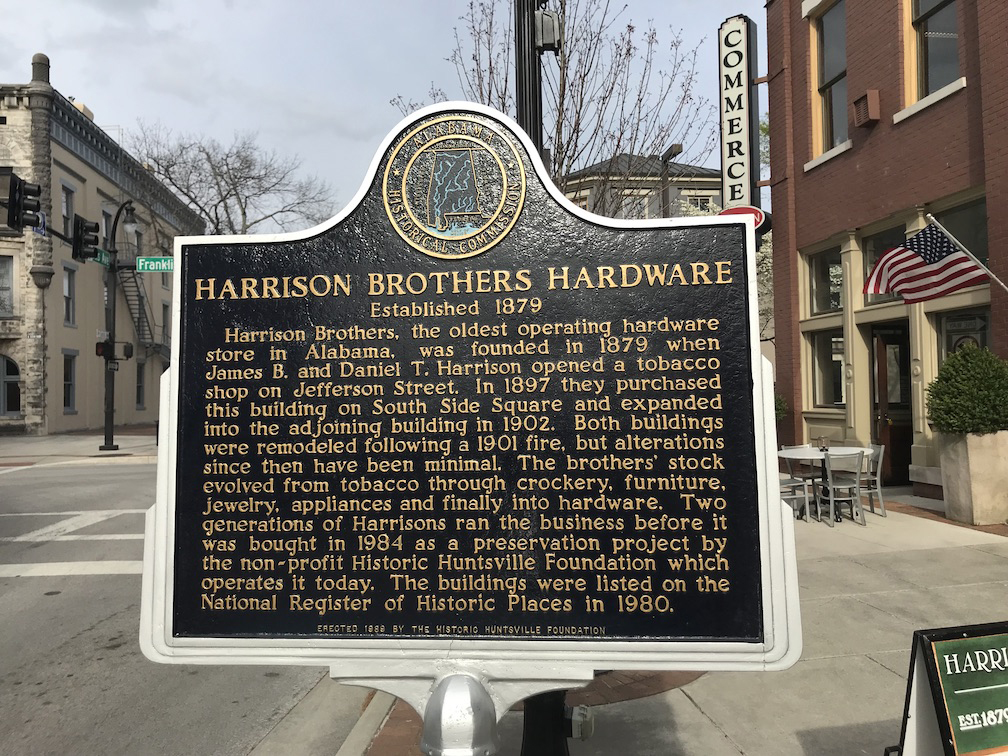 COMMERCE
ALABAMA
HISTORICAL COMMISSION
Frankli
HARRISON BROTHERS HARDWARE
Established 1879
Harrison Brothers, the oldest operating hardware
store in Alabama, was founded in 1879 when
James B. and Daniel T. Harrison opened a tobacco
shop on Jefferson Street. In 1897 they purchased
this building on South Side Square and expanded
into the adjoining building in 1902. Both buildings
were remodeled following a 1901 fire, but alterations
since then have been minimal. The brothers' stock
evolved from tobacco through crockery, furniture,
jewelry, appliances and finally into hardware. Two
generations of Harrisons ran the business before it
was bought in 1984 as a preservation project by
the non-profit Historic Huntsville Foundation which
operates it today. The buildings were listed on the
National Register of Historic Places in 1980.
ERECTED 1989 BY THE HISTORIC HUNTSVILLE FOUNDATION
HARRI
EST. 1879